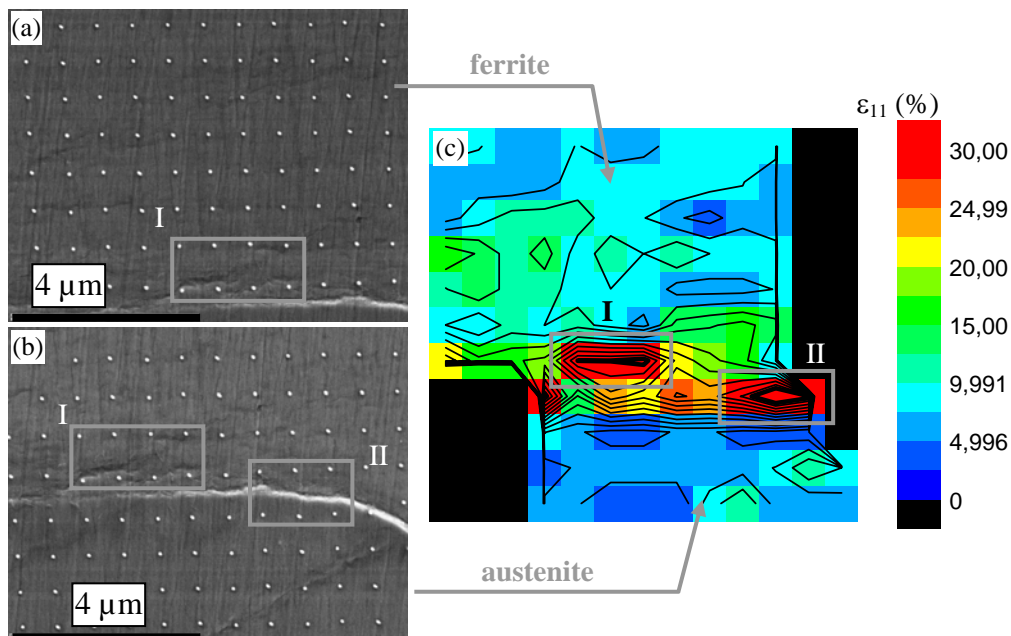 (a)
I
4 µm
(b)
I
II
4 µm
ferrite
austenite
(c)
I
II
ε11 (%)
30,00
24,99
20,00
15,00
9,991
4,996
0